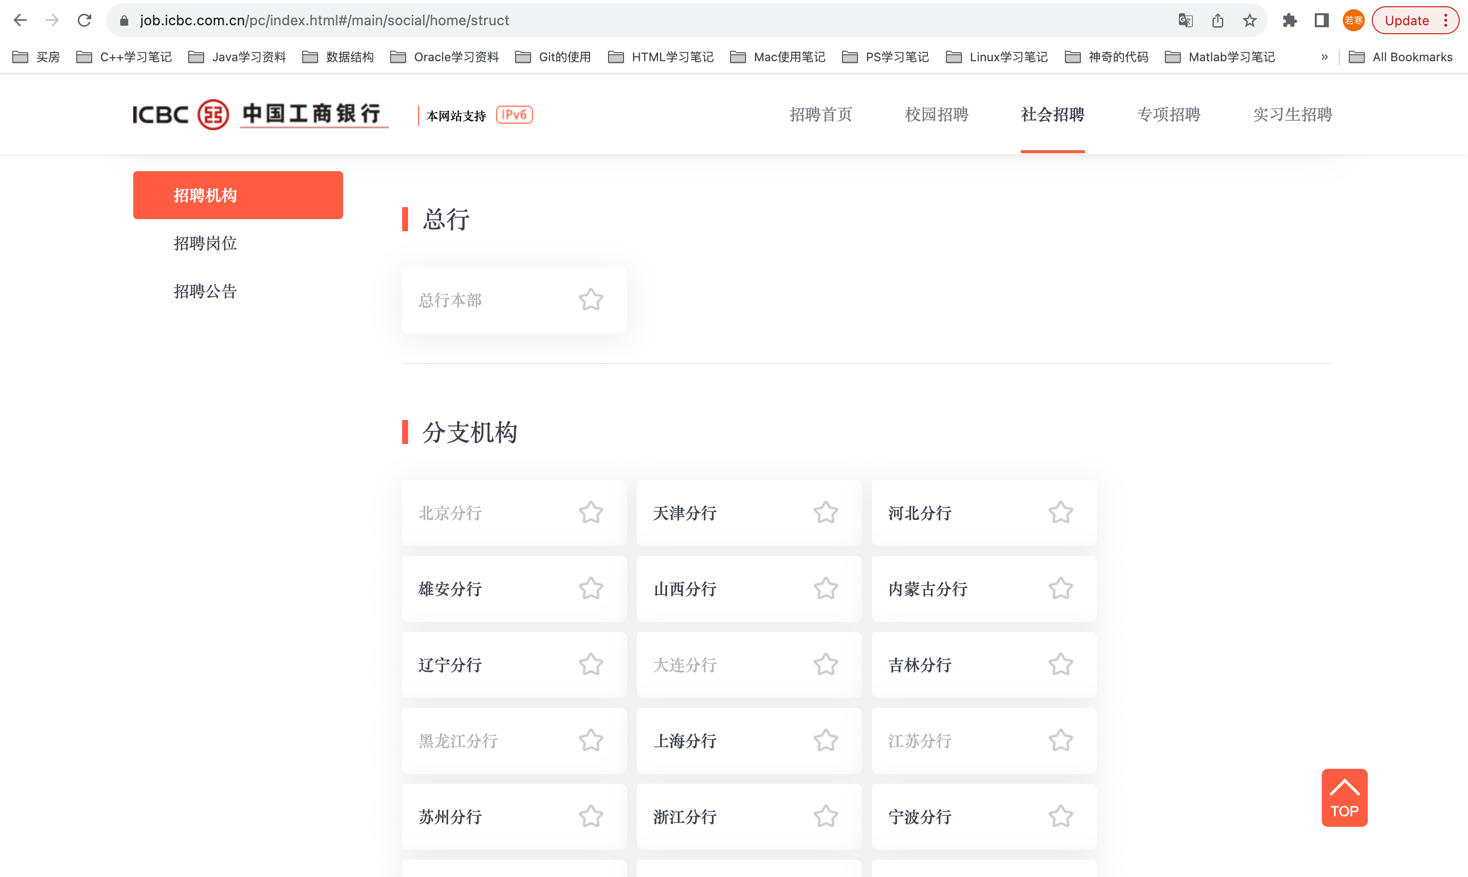 job.icbc.com.cn/pc/index.html#/main/social/home/struct
若寒
Update
买房
C++学习笔记
Java学习资料
数据结构
Oracle学习资料
Git的使用
HTML学习笔记
Mac使用笔记
PS学习笔记
Linux学习笔记
神奇的代码
Matlab学习笔记
»
All Bookmarks
ICBC 中国工商银行
本网站支持 IPv6
招聘首页
校园招聘
社会招聘
专项招聘
实习生招聘
招聘机构
招聘岗位
招聘公告
总行
总行本部
分支机构
北京分行
天津分行
河北分行
雄安分行
山西分行
内蒙古分行
辽宁分行
大连分行
吉林分行
黑龙江分行
上海分行
江苏分行
苏州分行
浙江分行
宁波分行
TOP